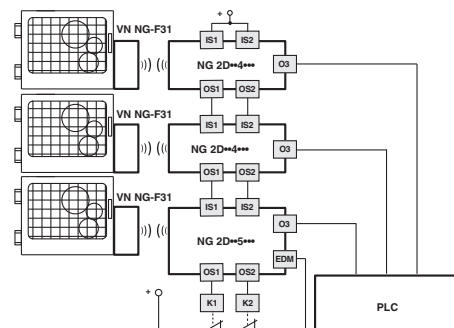 +
VN NG-F31
IS1 IS2
NG 2D••4•••
O3
OS1 OS2
VN NG-F31
IS1 IS2
NG 2D••4•••
O3
OS1 OS2
VN NG-F31
IS1 IS2
NG 2D••5•••
O3
EDM
OS1 OS2
+
K1 K2
PLC